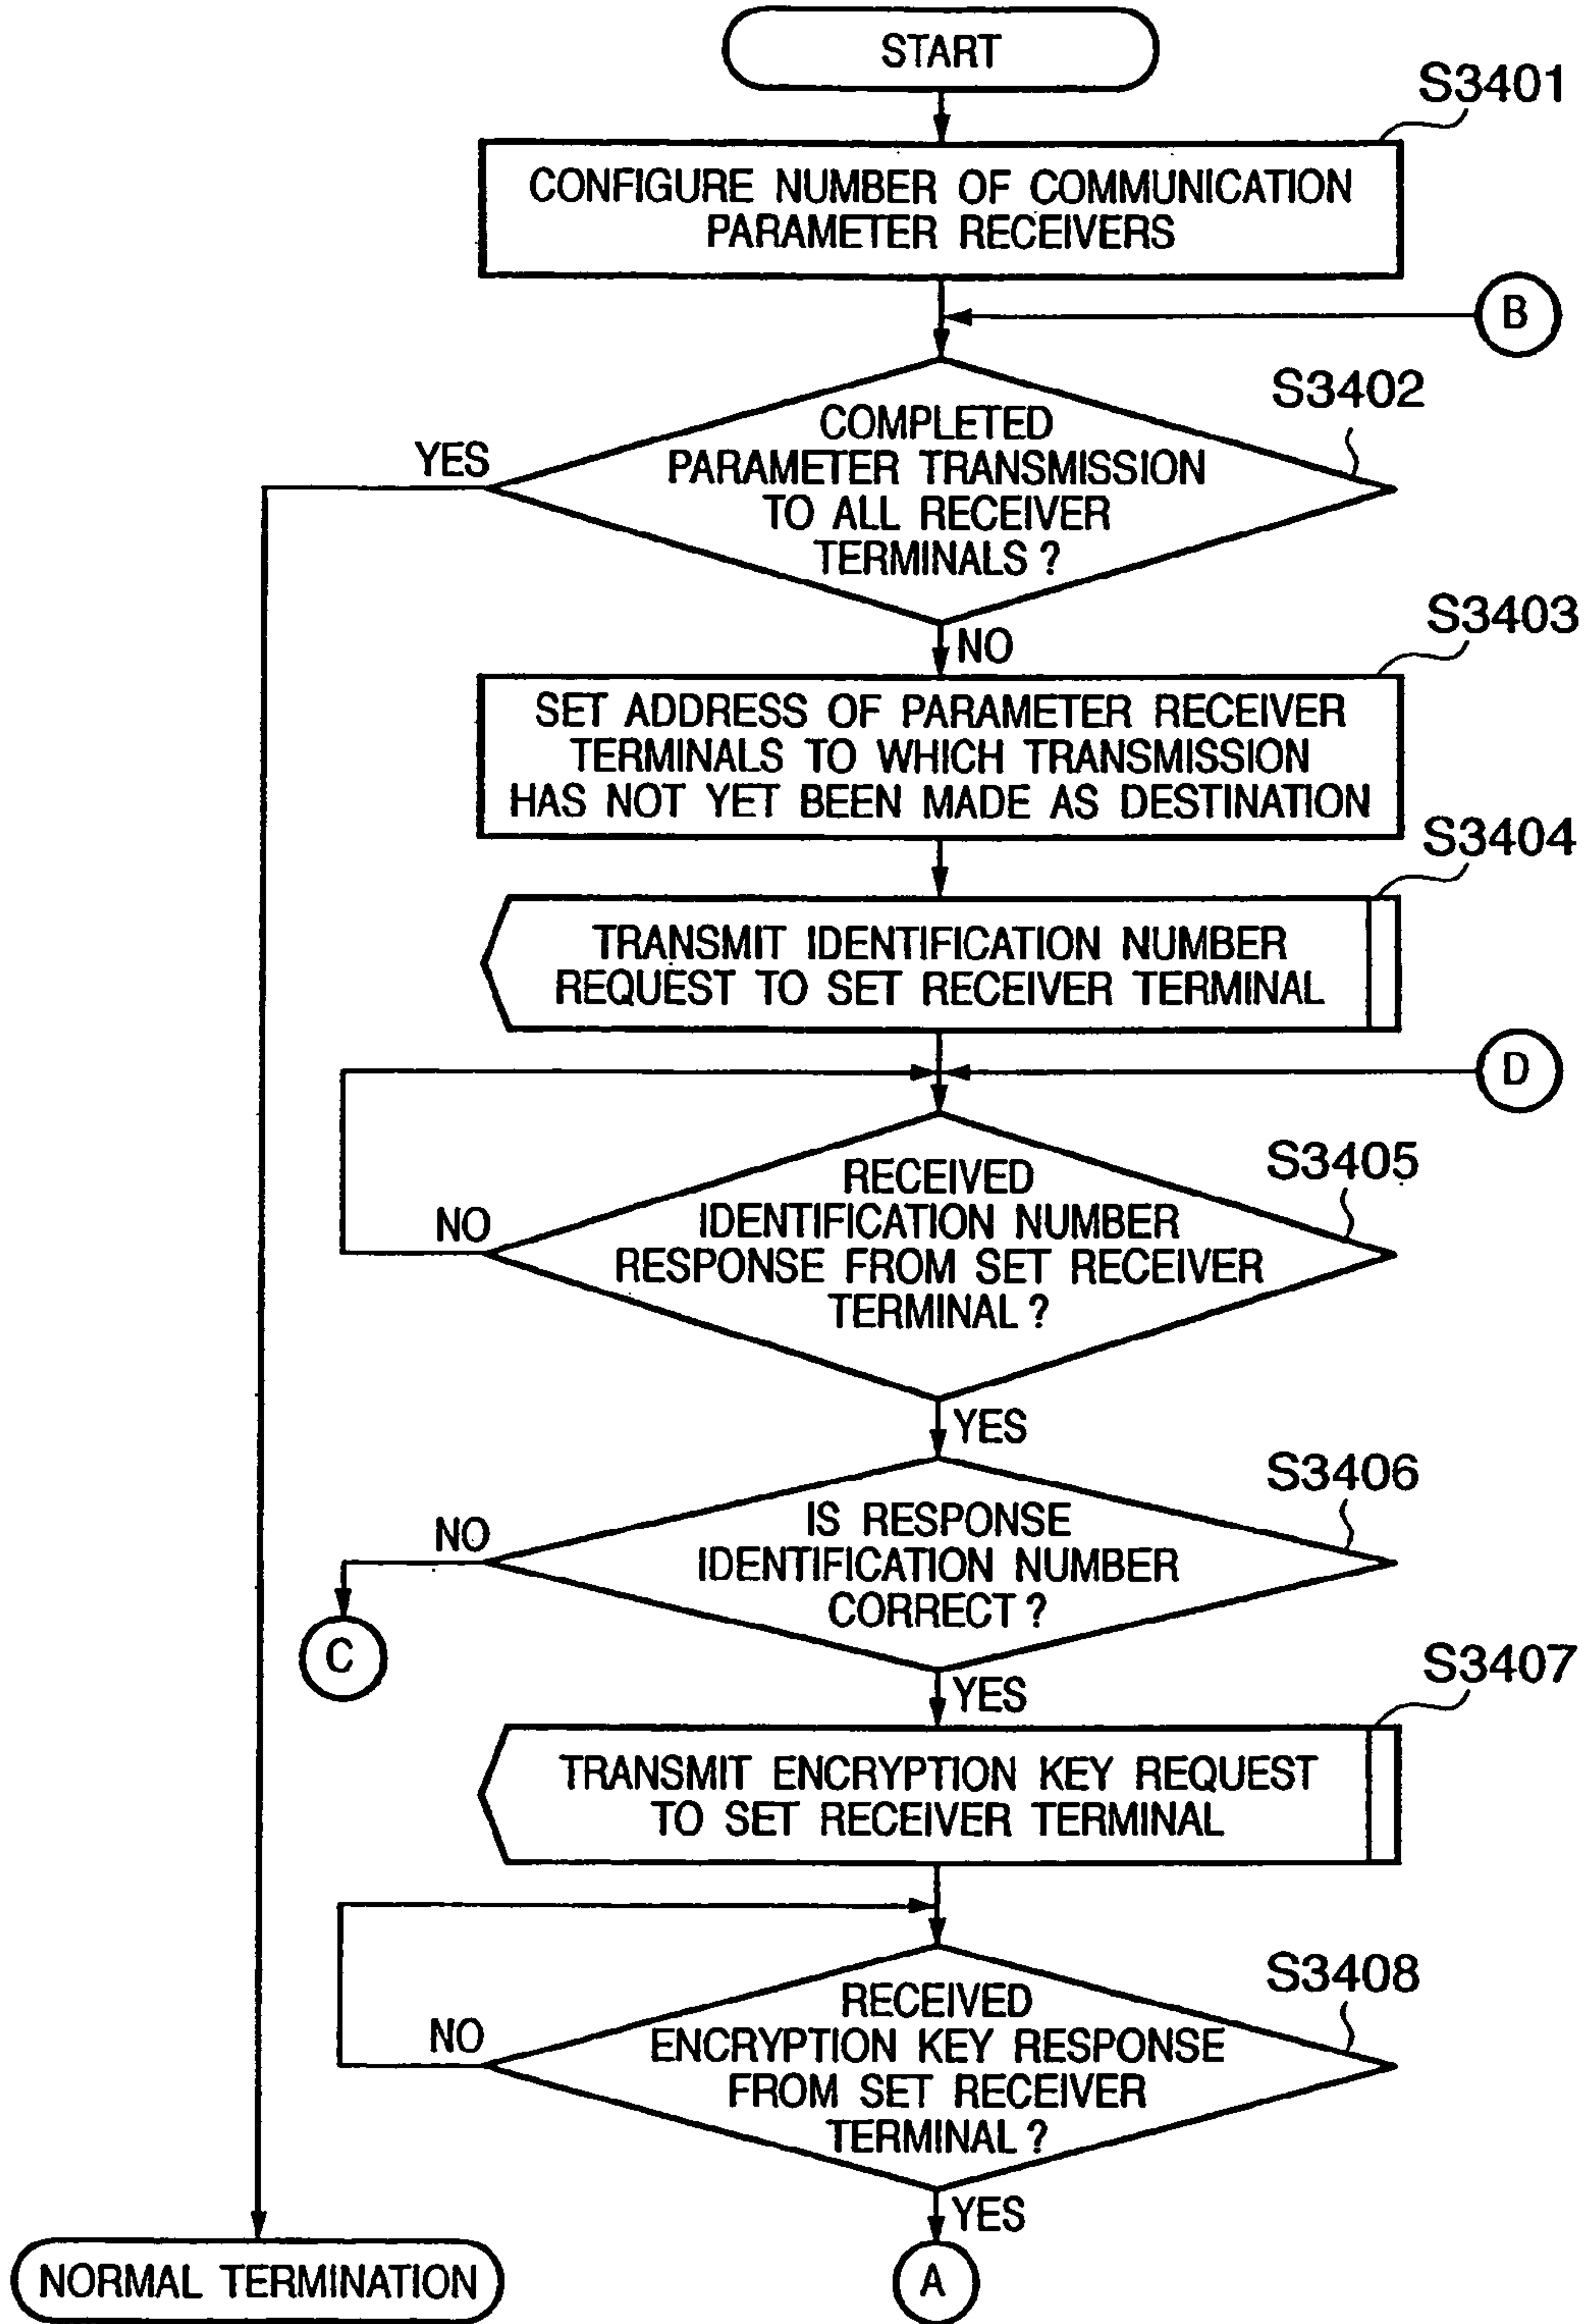 START
S3401
CONFIGURE NUMBER OF COMMUNICATION
PARAMETER RECEIVERS
B
S3402
COMPLETED
PARAMETER TRANSMISSION
TO ALL RECEIVER
TERMINALS ?
YES
NO
S3403
SET ADDRESS OF PARAMETER RECEIVER
TERMINALS TO WHICH TRANSMISSION
HAS NOT YET BEEN MADE AS DESTINATION
S3404
TRANSMIT IDENTIFICATION NUMBER
REQUEST TO SET RECEIVER TERMINAL
D
S3405
RECEIVED
IDENTIFICATION NUMBER
RESPONSE FROM SET RECEIVER
TERMINAL ?
NO
YES
S3406
IS RESPONSE
IDENTIFICATION NUMBER
CORRECT ?
NO
C
YES
S3407
TRANSMIT ENCRYPTION KEY REQUEST
TO SET RECEIVER TERMINAL
S3408
RECEIVED
ENCRYPTION KEY RESPONSE
FROM SET RECEIVER
TERMINAL ?
NO
YES
NORMAL TERMINATION
A